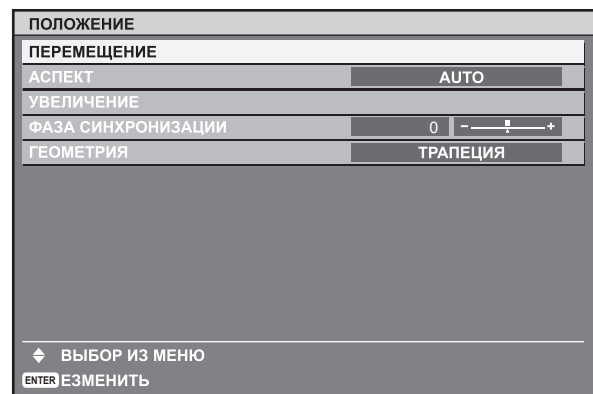 ПОЛОЖЕНИЕ
ПЕРЕМЕЩЕНИЕ
АСПЕКТ AUTO
УВЕЛИЧЕНИЕ
ФАЗА СИНХРОНИЗАЦИИ 0 - +
ГЕОМЕТРИЯ ТРАПЕЦИЯ
ВЫБОР ИЗ МЕНЮ
ENTER ЕЗМЕНИТЬ